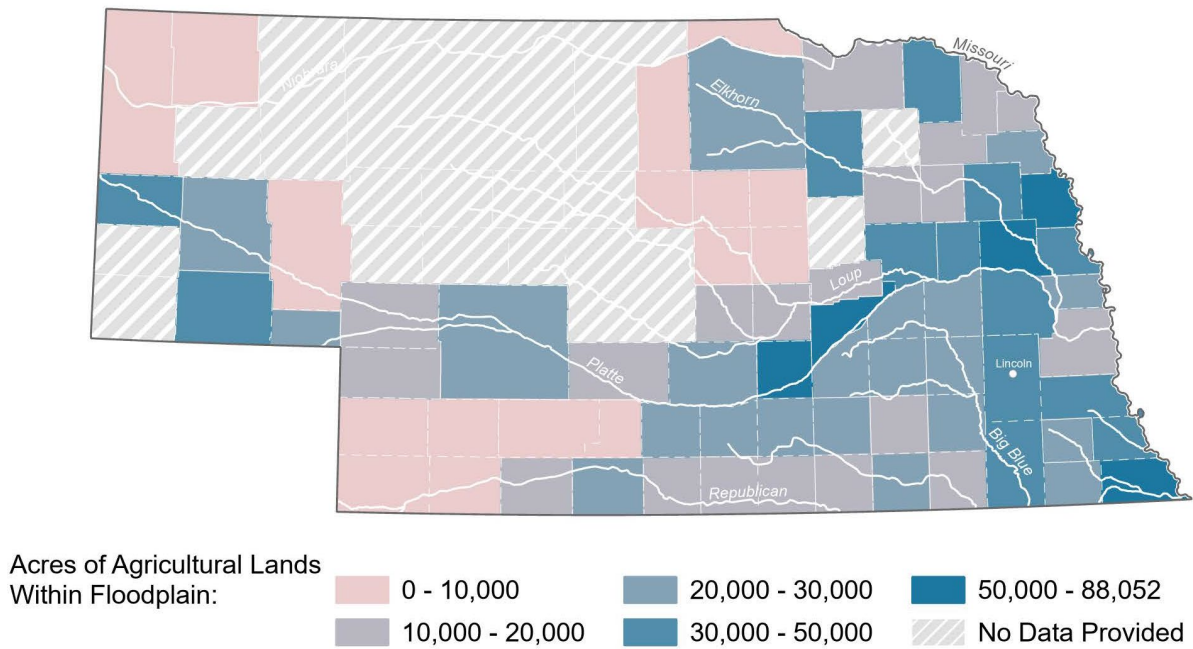 Missouri
Niobrara
Elkhorn
Loup
Platte
Lincoln
Big Blue
Republican
Acres of Agricultural Lands
Within Floodplain:
0 - 10,000
20,000 - 30,000
50,000 - 88,052
10,000 - 20,000
30,000 - 50,000
No Data Provided